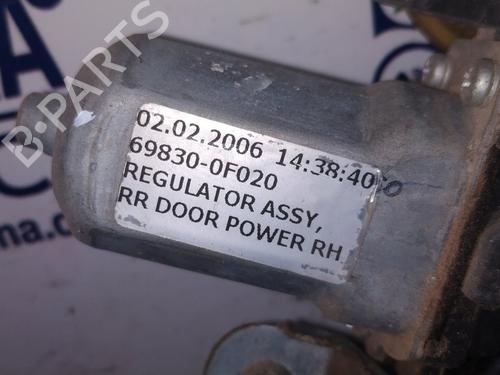 02.02.2006 14:38:40
69830-0F020
REGULATOR ASSY,
RR DOOR POWER RH
B-PARTS